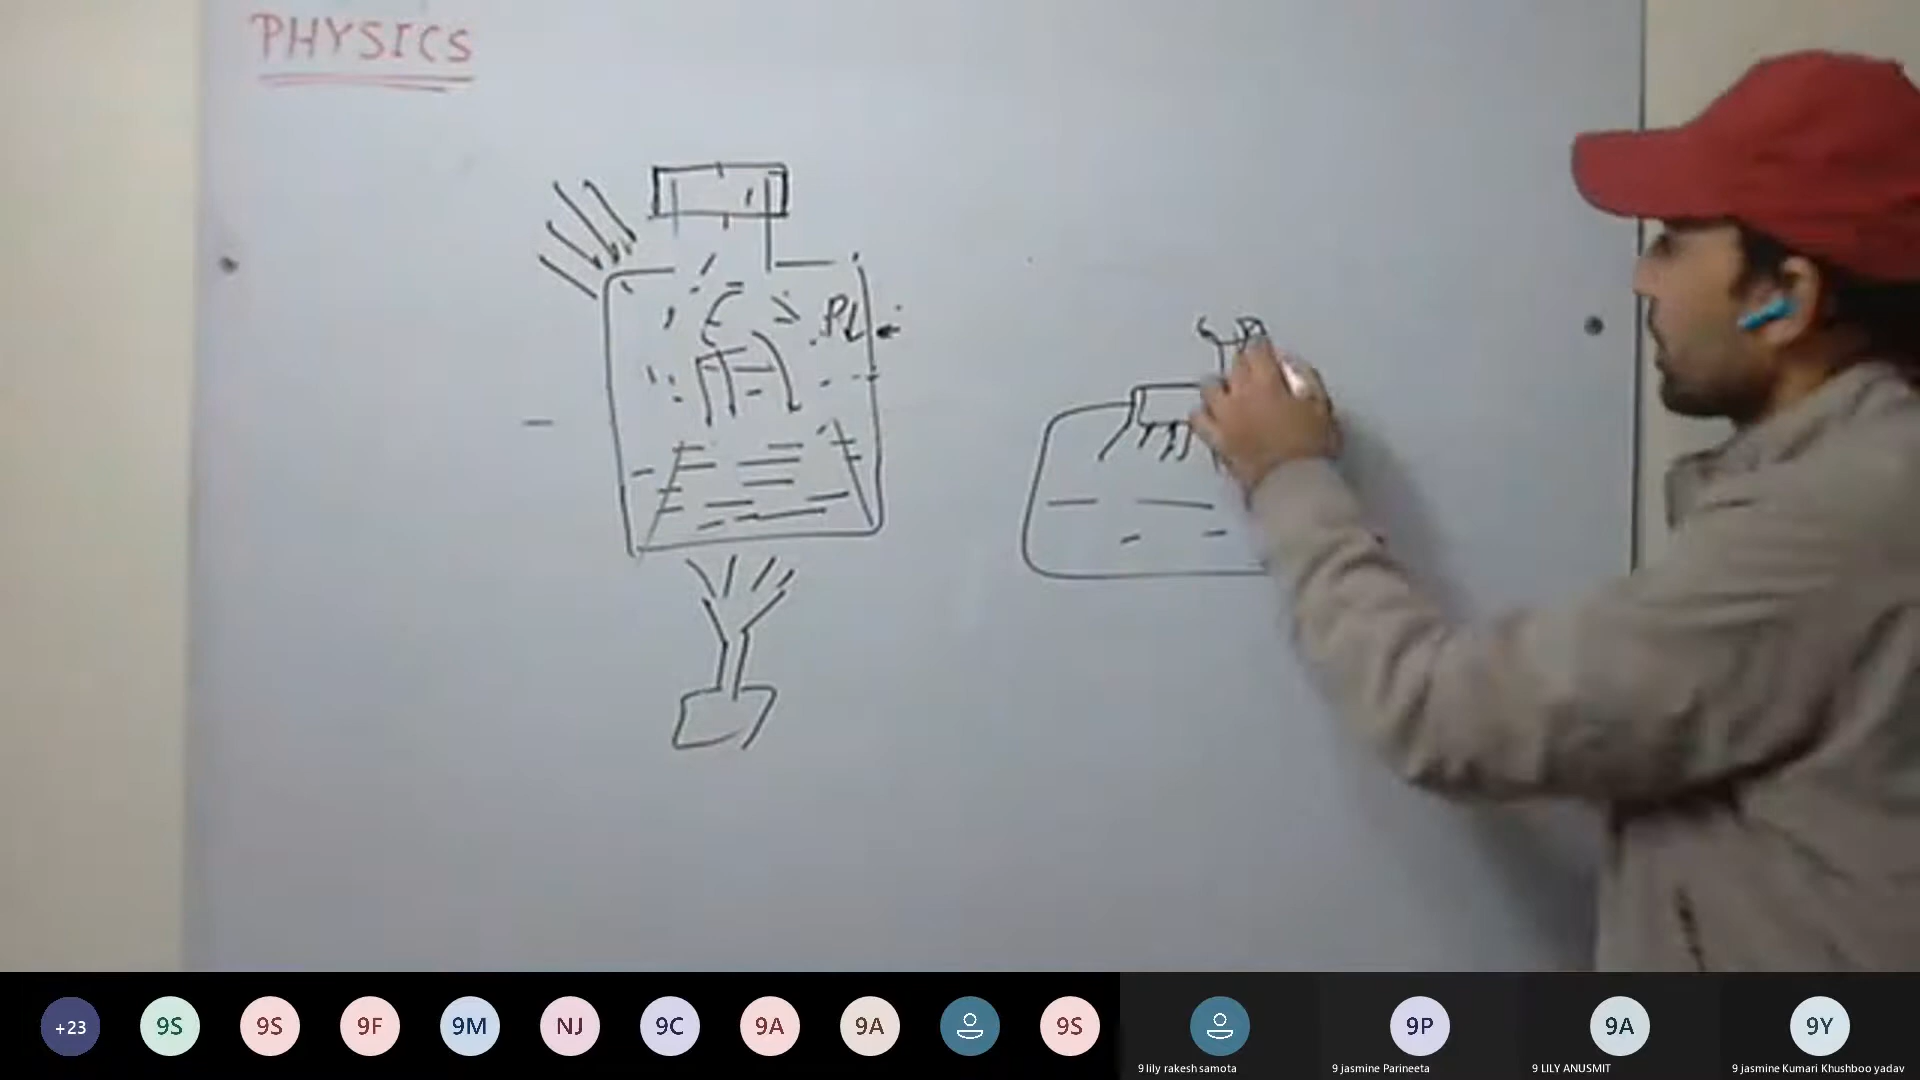 PHYSICS
PL
+23
9S
9S
9F
9M
NJ
9C
9A
9A
9S
9P
9A
9Y
9 lily rakesh samota
9 jasmine Parineeta
9 LILY ANUSMIT
9 jasmine Kumari Khushboo yadav